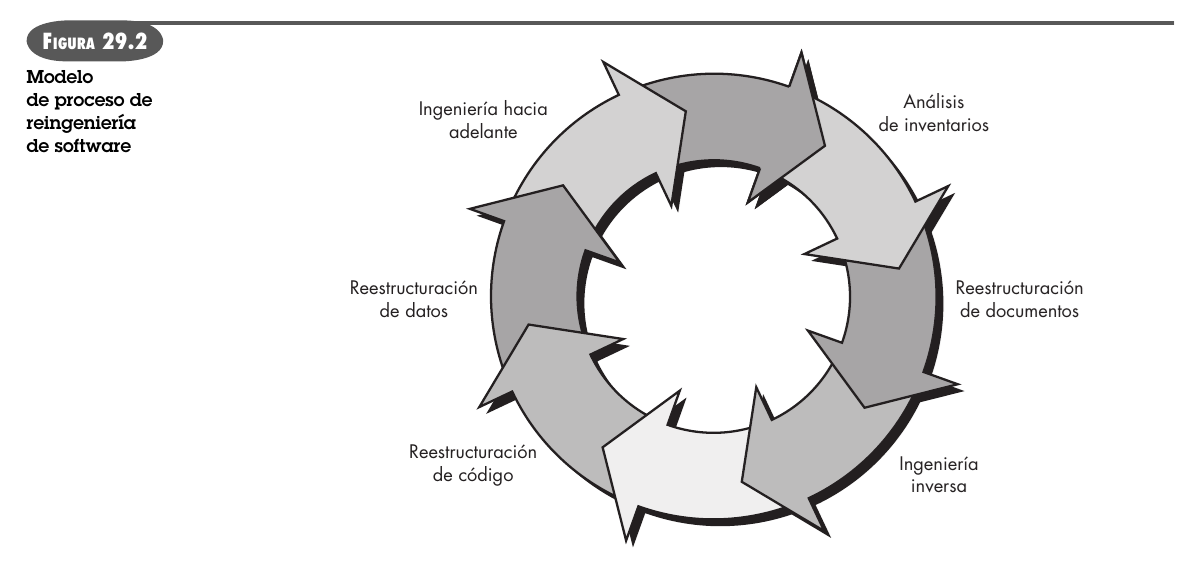 FIGURA 29.2
Modelo
de proceso de
reingeniería
de software
Ingeniería hacia
adelante
Análisis
de inventarios
Reestructuración
de datos
Reestructuración
de documentos
Reestructuración
de código
Ingeniería
inversa